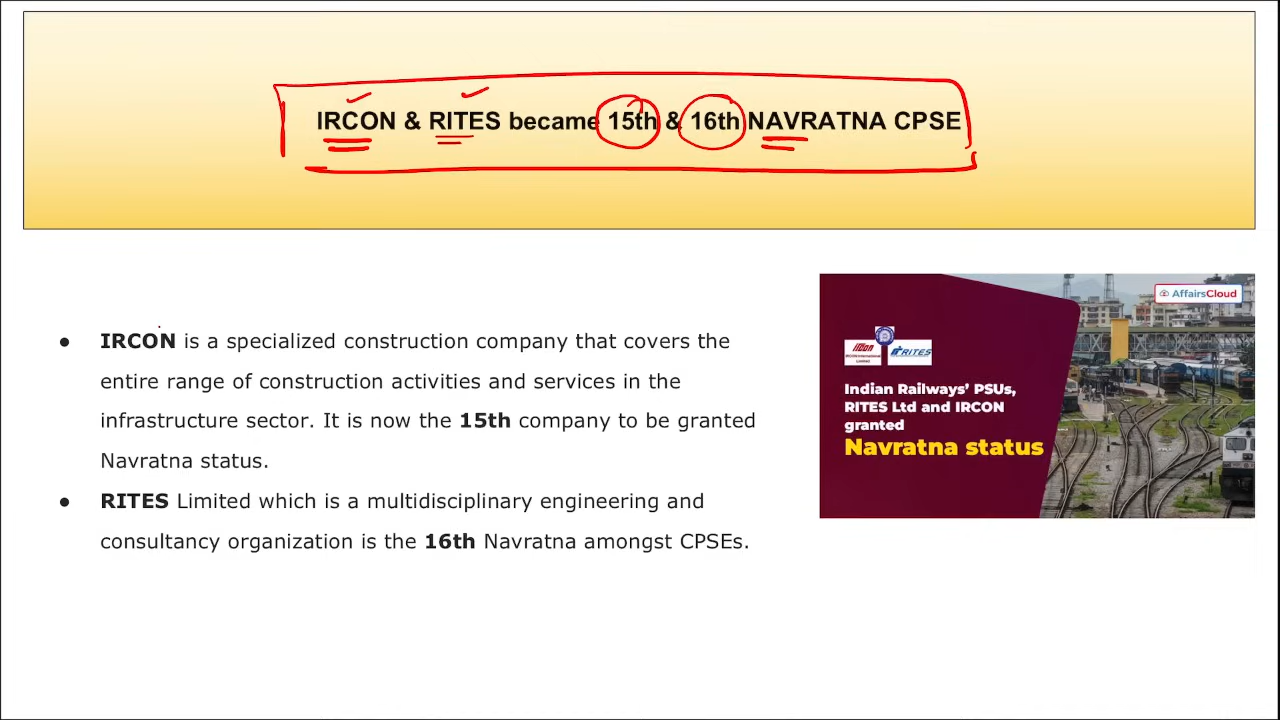 IRCON & RITES became 15th & 16th NAVRATNA CPSE
● IRCON is a specialized construction company that covers the
entire range of construction activities and services in the
infrastructure sector. It is now the 15th company to be granted
Navratna status.
● RITES Limited which is a multidisciplinary engineering and
consultancy organization is the 16th Navratna amongst CPSEs.
AffairsCloud
ircon
RITES
Indian Railways’ PSUs,
RITES Ltd and IRCON
granted
Navratna status